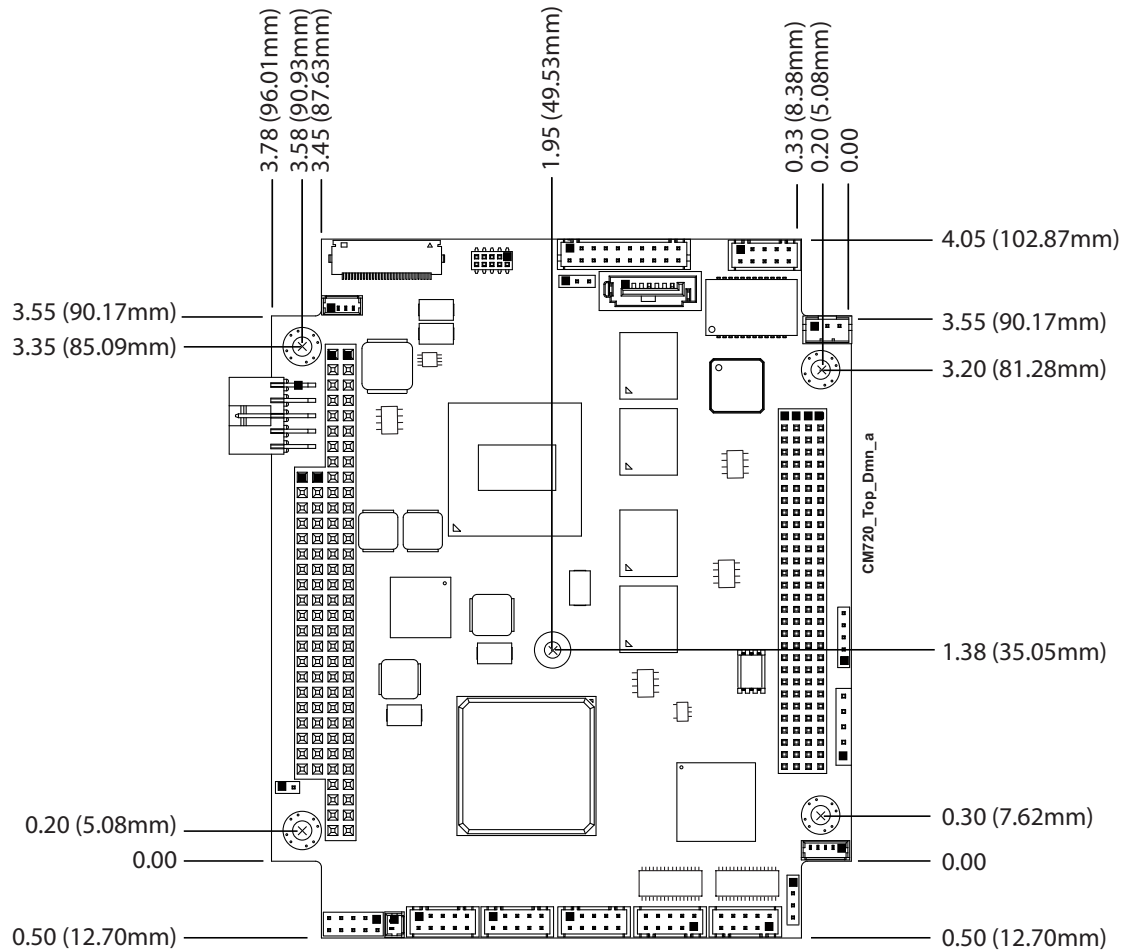 3.78 (96.01mm)
3.58 (90.93mm)
3.45 (87.63mm)
1.95 (49.53mm)
0.33 (8.38mm)
0.20 (5.08mm)
0.00
4.05 (102.87mm)
3.55 (90.17mm)
3.35 (85.09mm)
3.55 (90.17mm)
3.20 (81.28mm)
CM720_Top_Dmn_a
1.38 (35.05mm)
0.20 (5.08mm)
0.00
0.30 (7.62mm)
0.00
0.50 (12.70mm)
0.50 (12.70mm)